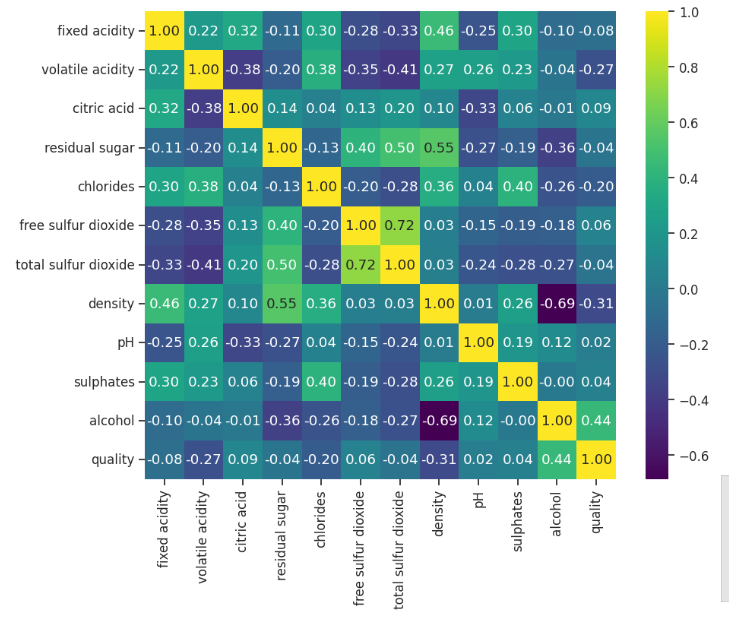 fixed acidity 1.00 0.22 0.32 -0.11 0.30 -0.28 -0.33 0.46 -0.25 0.30 -0.10 -0.08
volatile acidity 0.22 1.00 -0.38 -0.20 0.38 -0.35 -0.41 0.27 0.26 0.23 -0.04 -0.27
citric acid 0.32 -0.38 1.00 0.14 0.04 0.13 0.20 0.10 -0.33 0.06 -0.01 0.09
residual sugar -0.11 -0.20 0.14 1.00 -0.13 0.40 0.50 0.55 -0.27 -0.19 -0.36 -0.04
chlorides 0.30 0.38 0.04 -0.13 1.00 -0.20 -0.28 0.36 0.04 0.40 -0.26 -0.20
free sulfur dioxide -0.28 -0.35 0.13 0.40 -0.20 1.00 0.72 0.03 -0.15 -0.19 -0.18 0.06
total sulfur dioxide -0.33 -0.41 0.20 0.50 -0.28 0.72 1.00 0.03 -0.24 -0.28 -0.27 -0.04
density 0.46 0.27 0.10 0.55 0.36 0.03 0.03 1.00 0.01 0.26 -0.69 -0.31
pH -0.25 0.26 -0.33 -0.27 0.04 -0.15 -0.24 0.01 1.00 0.19 0.12 0.02
sulphates 0.30 0.23 0.06 -0.19 0.40 -0.19 -0.28 0.26 0.19 1.00 -0.00 0.04
alcohol -0.10 -0.04 -0.01 -0.36 -0.26 -0.18 -0.27 -0.69 0.12 -0.00 1.00 0.44
quality -0.08 -0.27 0.09 -0.04 -0.20 0.06 -0.04 -0.31 0.02 0.04 0.44 1.00
fixed acidity
volatile acidity
citric acid
residual sugar
chlorides
free sulfur dioxide
total sulfur dioxide
density
pH
sulphates
alcohol
quality
1.0
0.8
0.6
0.4
0.2
0.0
−0.2
−0.4
−0.6